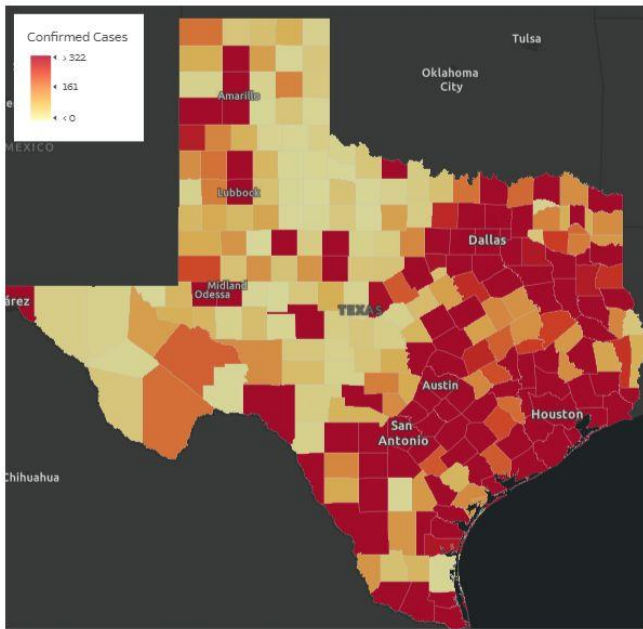 Confirmed Cases
> 322
161
< 0
Tulsa
Oklahoma
City
Amarillo
MEXICO
Lubbock
Dallas
Midland
Odessa
TEXAS
árez
Austin
Houston
San
Antonio
Chihuahua